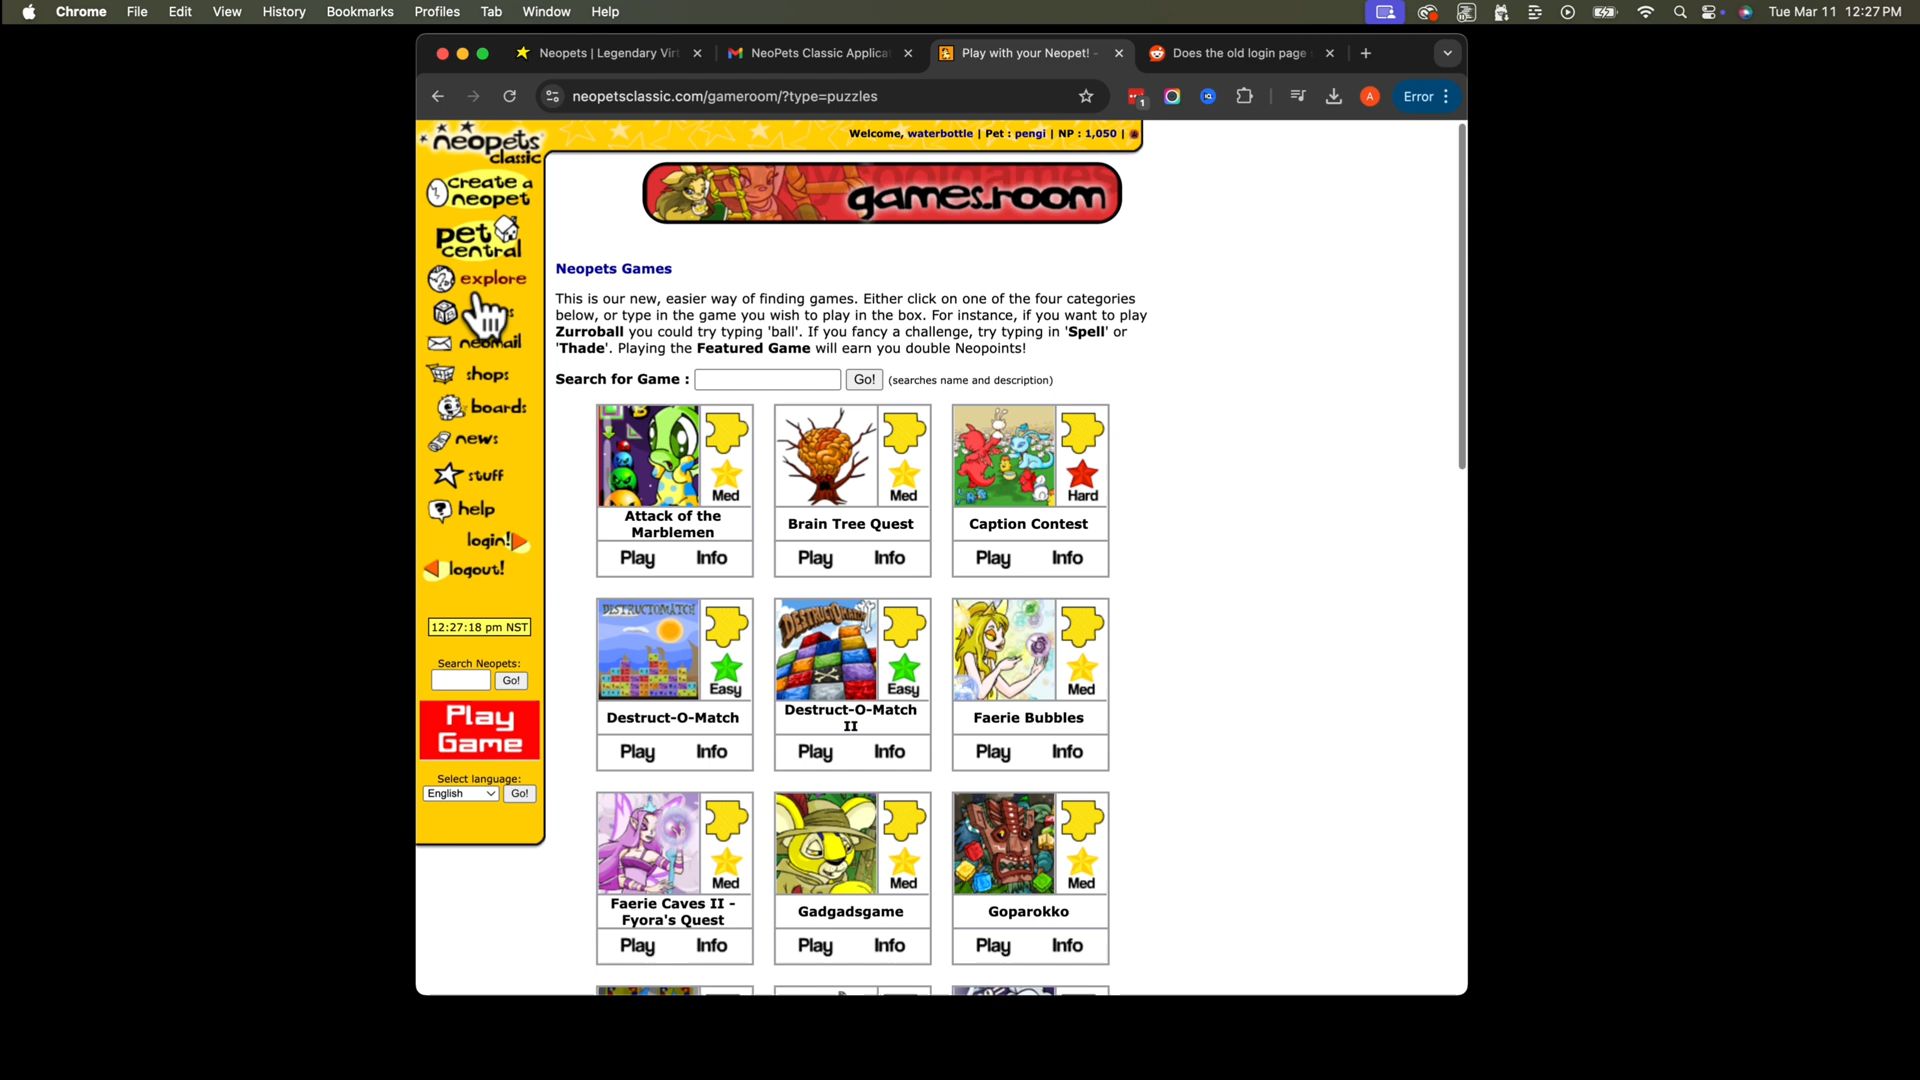 Chrome File Edit View History Bookmarks Profiles Tab Window Help
Tue Mar 11 12:27 PM
Neopets | Legendary Virt
NeoPets Classic Applica
Play with your Neopet! -
Does the old login page
neopetsclassic.com/gameroom/?type=puzzles
1
A
Error
neopets
classic
Welcome, waterbottle | Pet : pengi | NP : 1,050 |
create a
neopet
pet
central
explore
neomail
shops
boards
news
stuff
help
login!
logout!
12:27:18 pm NST
Search Neopets:
Go!
Play
Game
Select language:
English
Go!
games.room
Neopets Games
This is our new, easier way of finding games. Either click on one of the four categories
below, or type in the game you wish to play in the box. For instance, if you want to play
Zurroball you could try typing 'ball'. If you fancy a challenge, try typing in 'Spell' or
'Thade'. Playing the Featured Game will earn you double Neopoints!
Search for Game :
Go!
(searches name and description)
Med
Attack of the
Marblemen
Play Info
Med
Brain Tree Quest
Play Info
Hard
Caption Contest
Play Info
DESTRUCTOMATCH
Easy
Destruct-O-Match
Play Info
DESTRUCTOMATCH
Easy
Destruct-O-Match
II
Play Info
Med
Faerie Bubbles
Play Info
Med
Faerie Caves II -
Fyora's Quest
Play Info
Med
Gadgadsgame
Play Info
Med
Goparokko
Play Info